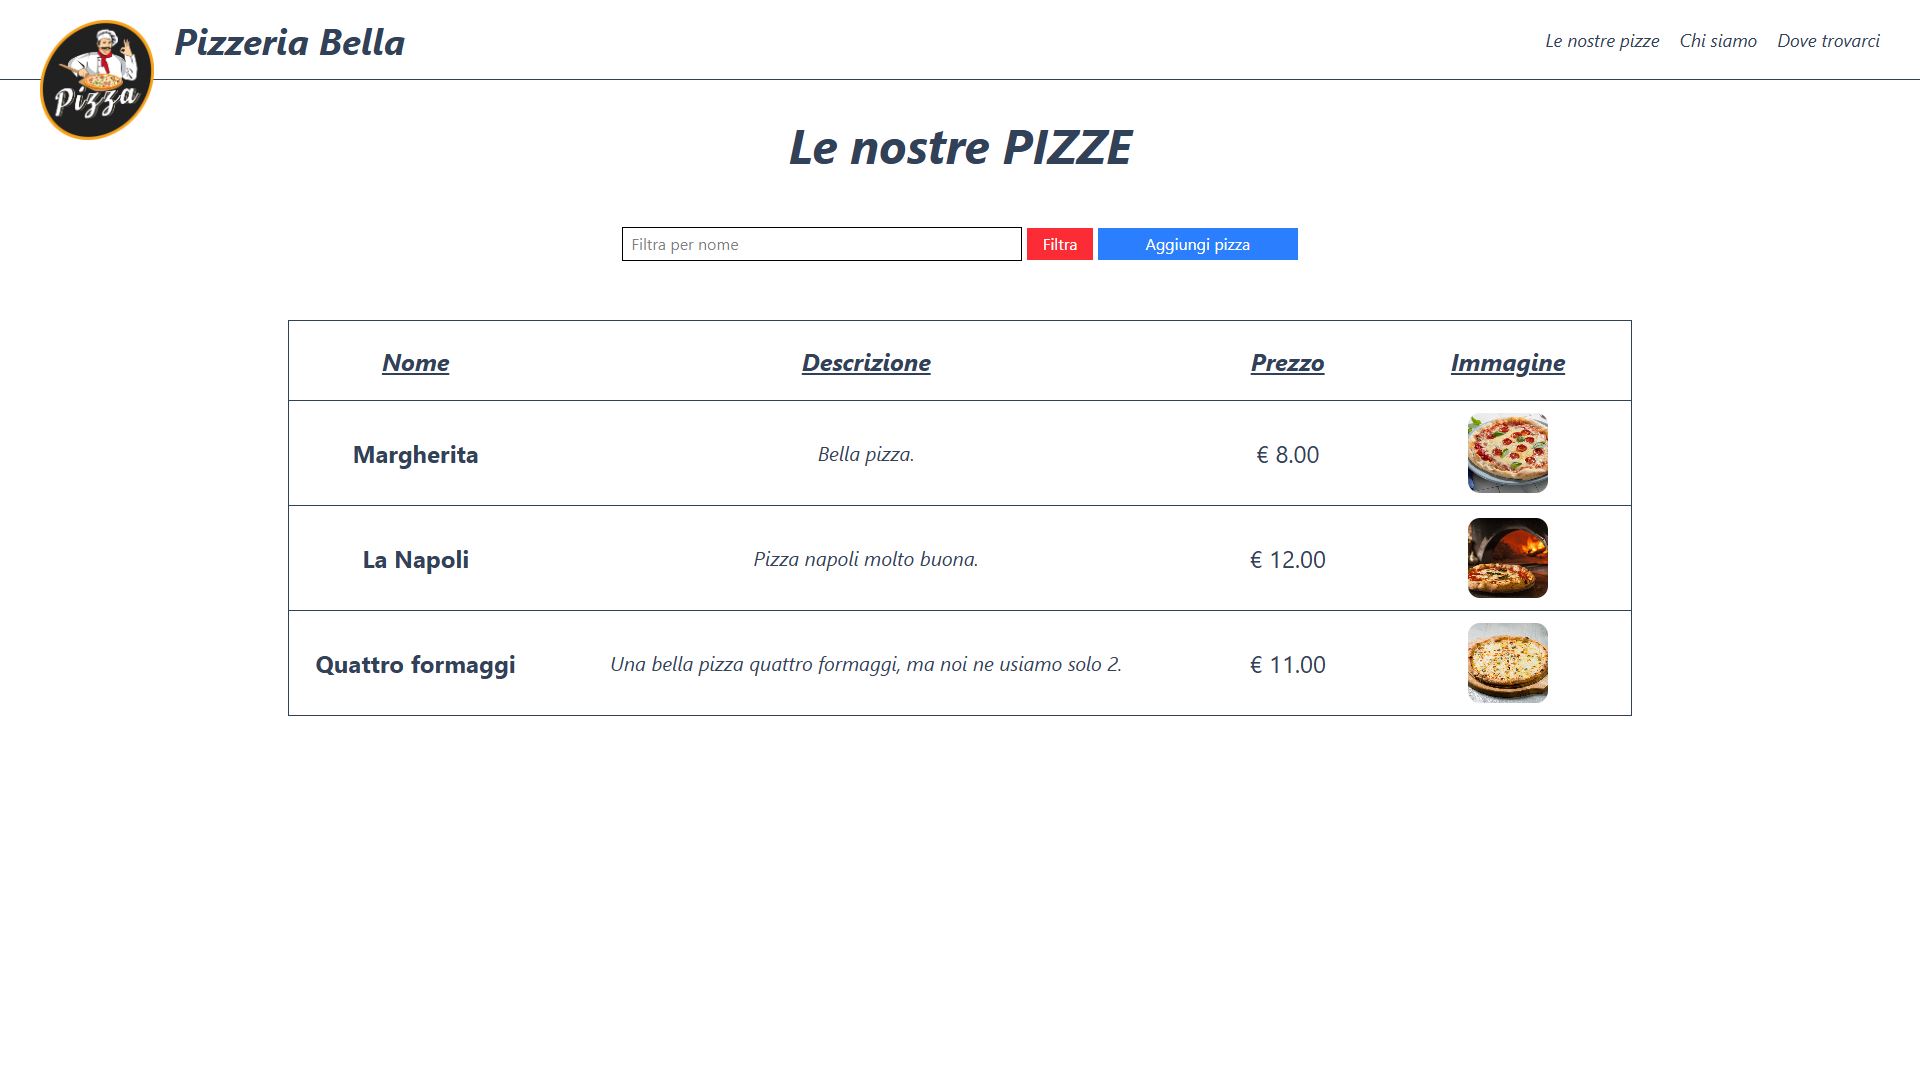 Pizza
Pizzeria Bella
Le nostre pizze Chi siamo Dove trovarci
Le nostre PIZZE
Filtra per nome Filtra Aggiungi pizza
Nome Descrizione Prezzo Immagine
Margherita Bella pizza. € 8.00
La Napoli Pizza napoli molto buona. € 12.00
Quattro formaggi Una bella pizza quattro formaggi, ma noi ne usiamo solo 2. € 11.00